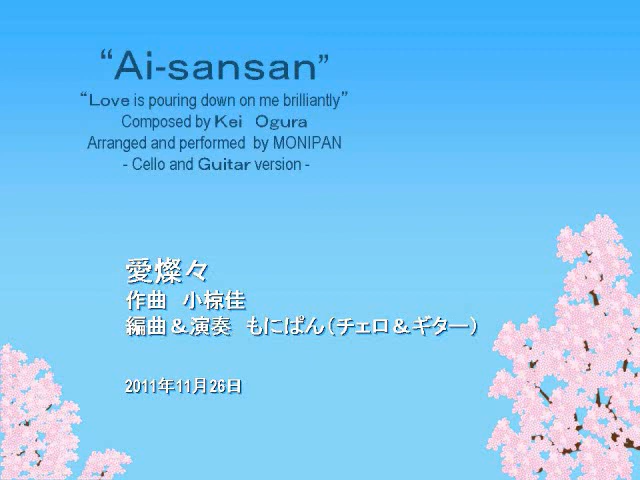 “Ai-sansan”
“Love is pouring down on me brilliantly”
Composed by Kei Ogura
Arranged and performed by MONIPAN
- Cello and Guitar version -
愛燦々
作曲　小椋佳
編曲＆演奏　もにぱん（チェロ＆ギター）
2011年11月26日